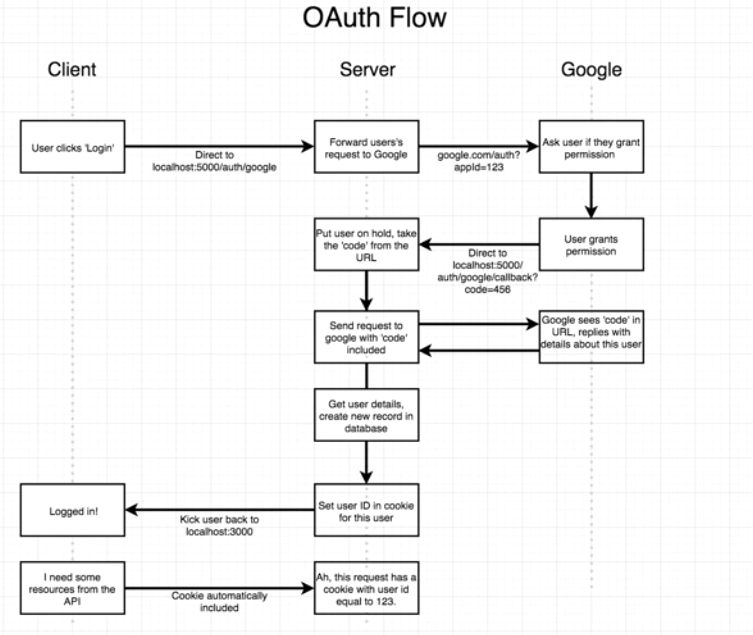 OAuth Flow
Client
Server
Google
User clicks 'Login'
Direct to
localhost:5000/auth/google
Forward users's
request to Google
google.com/auth?
appId=123
Ask user if they grant
permission
Put user on hold, take
the 'code' from the
URL
Direct to
localhost:5000/
auth/google/callback?
code=456
User grants
permission
Send request to
google with 'code'
included
Google sees 'code' in
URL, replies with
details about this user
Get user details,
create new record in
database
Logged in!
Kick user back to
localhost:3000
Set user ID in cookie
for this user
I need some
resources from the
API
Cookie automatically
included
Ah, this request has a
cookie with user id
equal to 123.